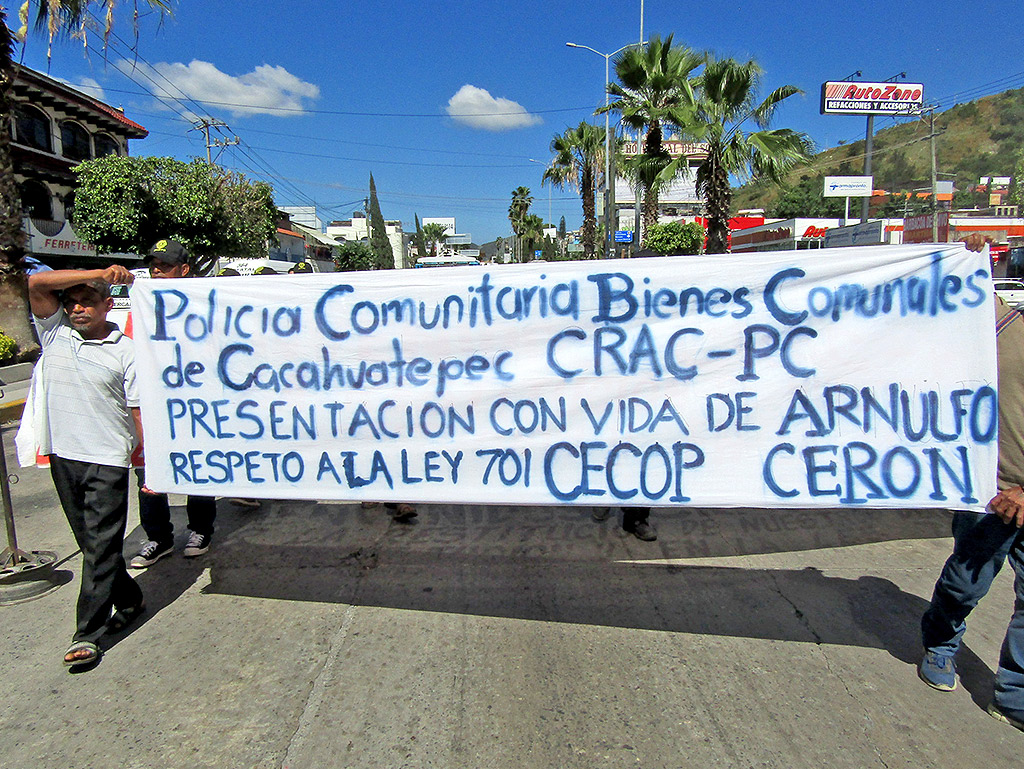 AutoZone
REFACCIONES Y ACCESORIOS
FERRETE
Policia Comunitaria Bienes Comunales
de Cacahuatepec CRAC-PC
PRESENTACION CON VIDA DE ARNULFO
RESPETO A LA LEY 701 CECOP CERON